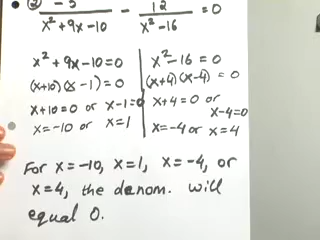 ② -5/(x²+9x-10) - 12/(x²-16) = 0
x²+9x-10=0
(x+10)(x-1)=0
x+10=0 or x-1=0
x=-10 or x=1
x²-16=0
(x+4)(x-4)=0
x+4=0 or
x-4=0
x=-4 or x=4
For x=-10, x=1, x=-4, or
x=4, the denom. will
equal 0.